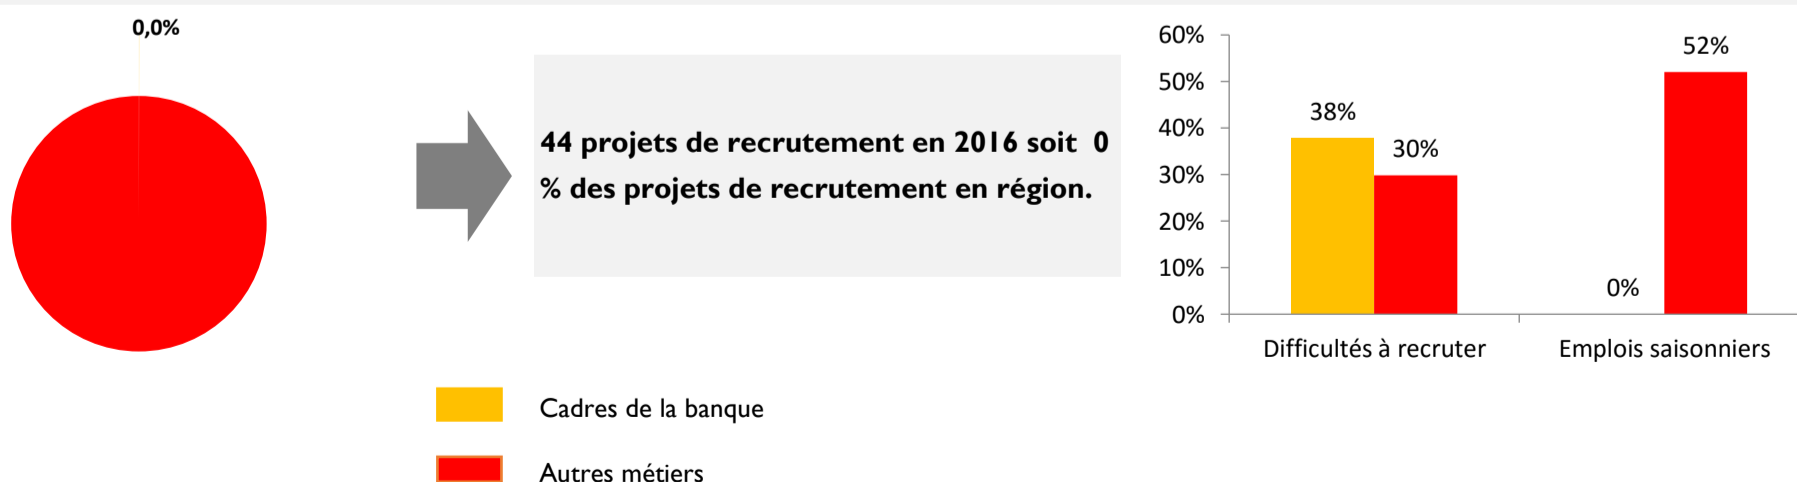 0,0%
44 projets de recrutement en 2016 soit  0
% des projets de recrutement en région.
60%
50%
40%
30%
20%
10%
0%
38%
30%
0%
52%
Difficultés à recruter
Emplois saisonniers
Cadres de la banque
Autres métiers